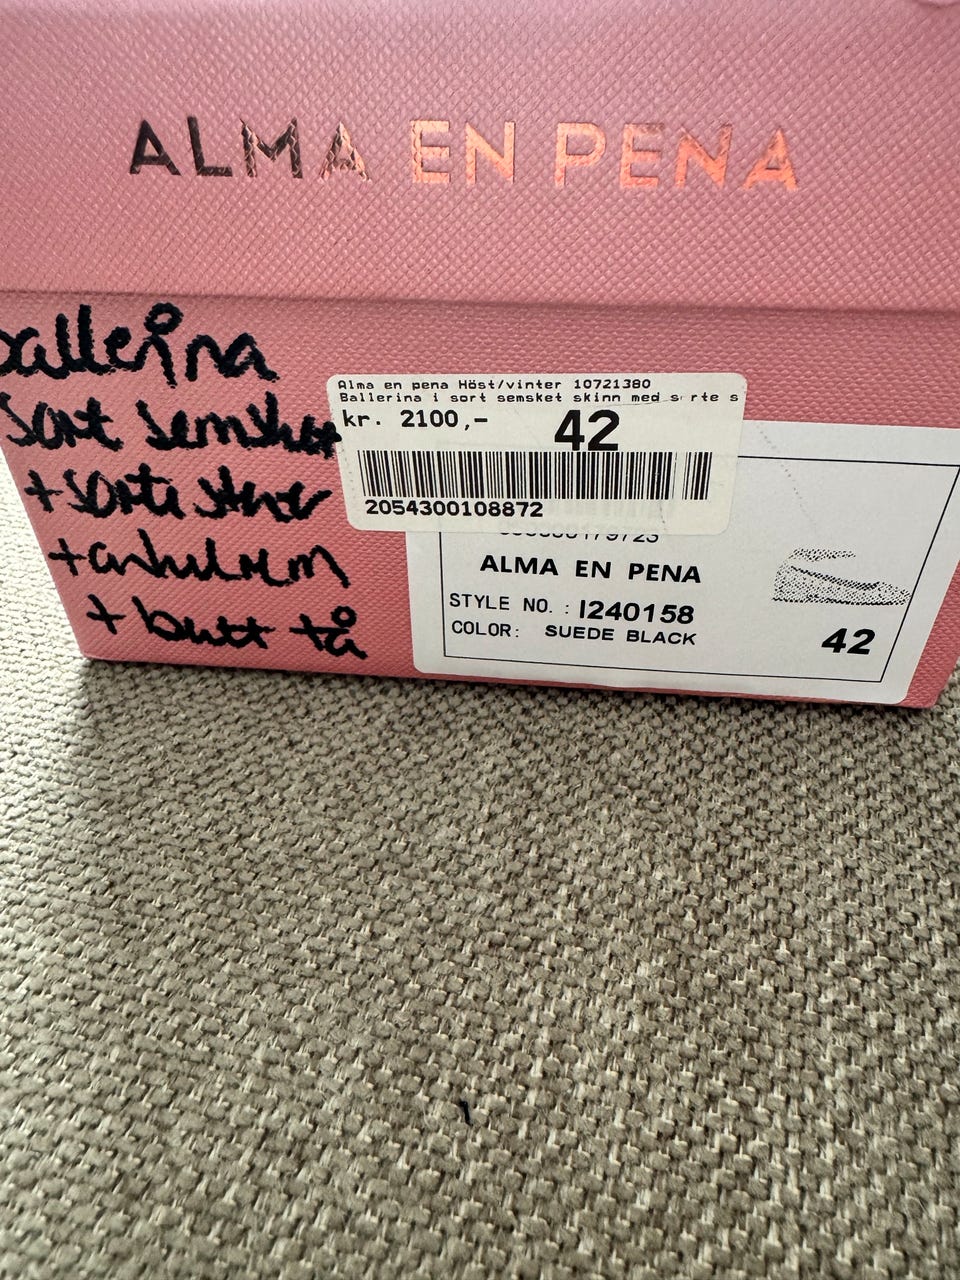 ALMA EN PENA
ballerina
sort semsket
+ sorte stener
+ ankelrem
+ butt tå
Alma en pena Höst/vinter 10721380
Ballerina i sort semsket skinn med sorte s
kr. 2100,-
42
2054300108872
ALMA EN PENA
STYLE NO. : I240158
COLOR: SUEDE BLACK
42